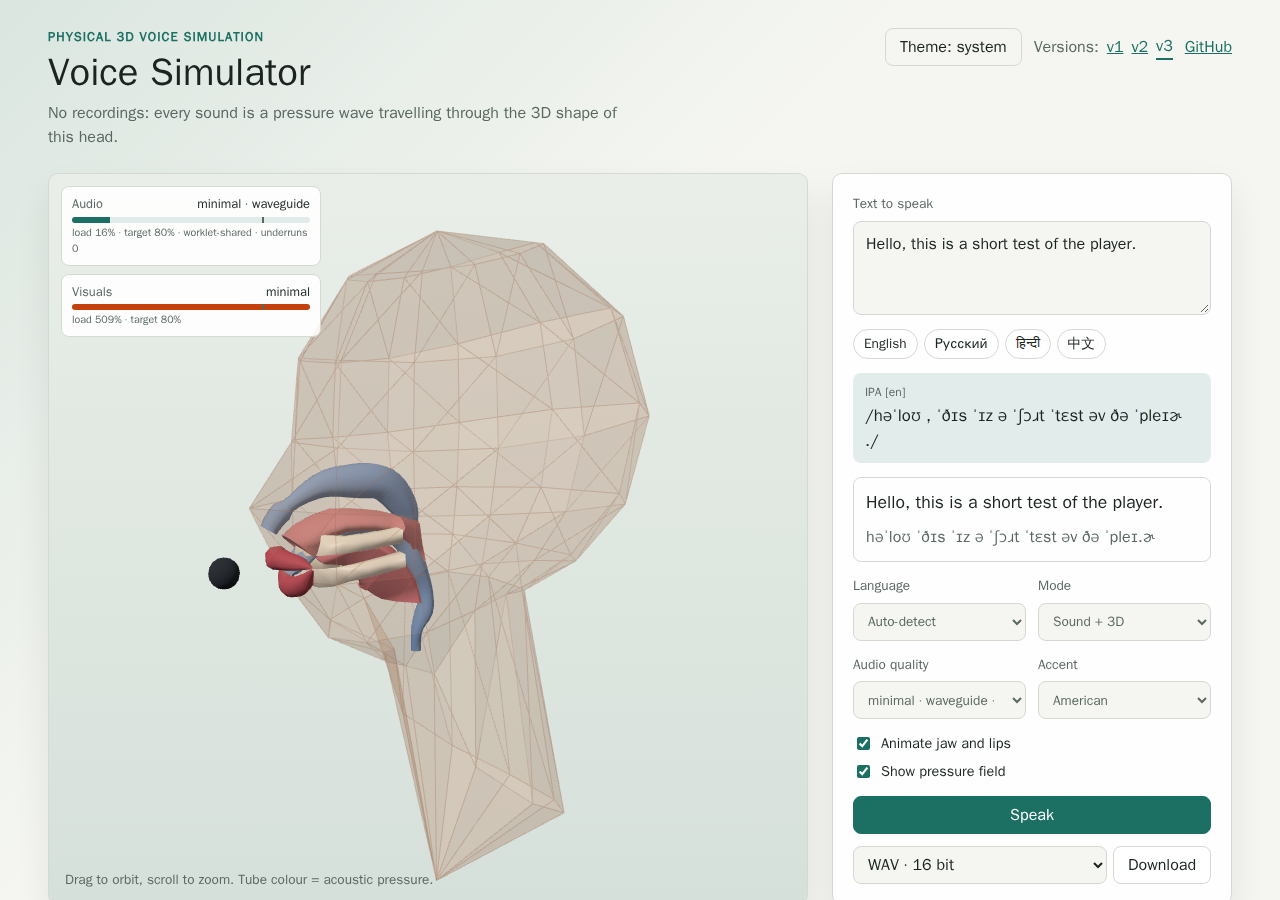 PHYSICAL 3D VOICE SIMULATION
Voice Simulator
No recordings: every sound is a pressure wave travelling through the 3D shape of
this head.
Theme: system
Versions: v1 v2 v3 GitHub
Audio minimal · waveguide
load 16% · target 80% · worklet-shared · underruns
0
Visuals minimal
load 509% · target 80%
Drag to orbit, scroll to zoom. Tube colour = acoustic pressure.
Text to speak
Hello, this is a short test of the player.
English Русский हिन्दी 中文
IPA [en]
/həˈloʊ , ˈðɪs ˈɪz ə ˈʃɔɹt ˈtɛst əv ðə ˈpleɪɚ
./
Hello, this is a short test of the player.
həˈloʊ ˈðɪs ˈɪz ə ˈʃɔɹt ˈtɛst əv ðə ˈpleɪ.ɚ
Language Mode
Auto-detect Sound + 3D
Audio quality Accent
minimal · waveguide · American
Animate jaw and lips
Show pressure field
Speak
WAV · 16 bit Download